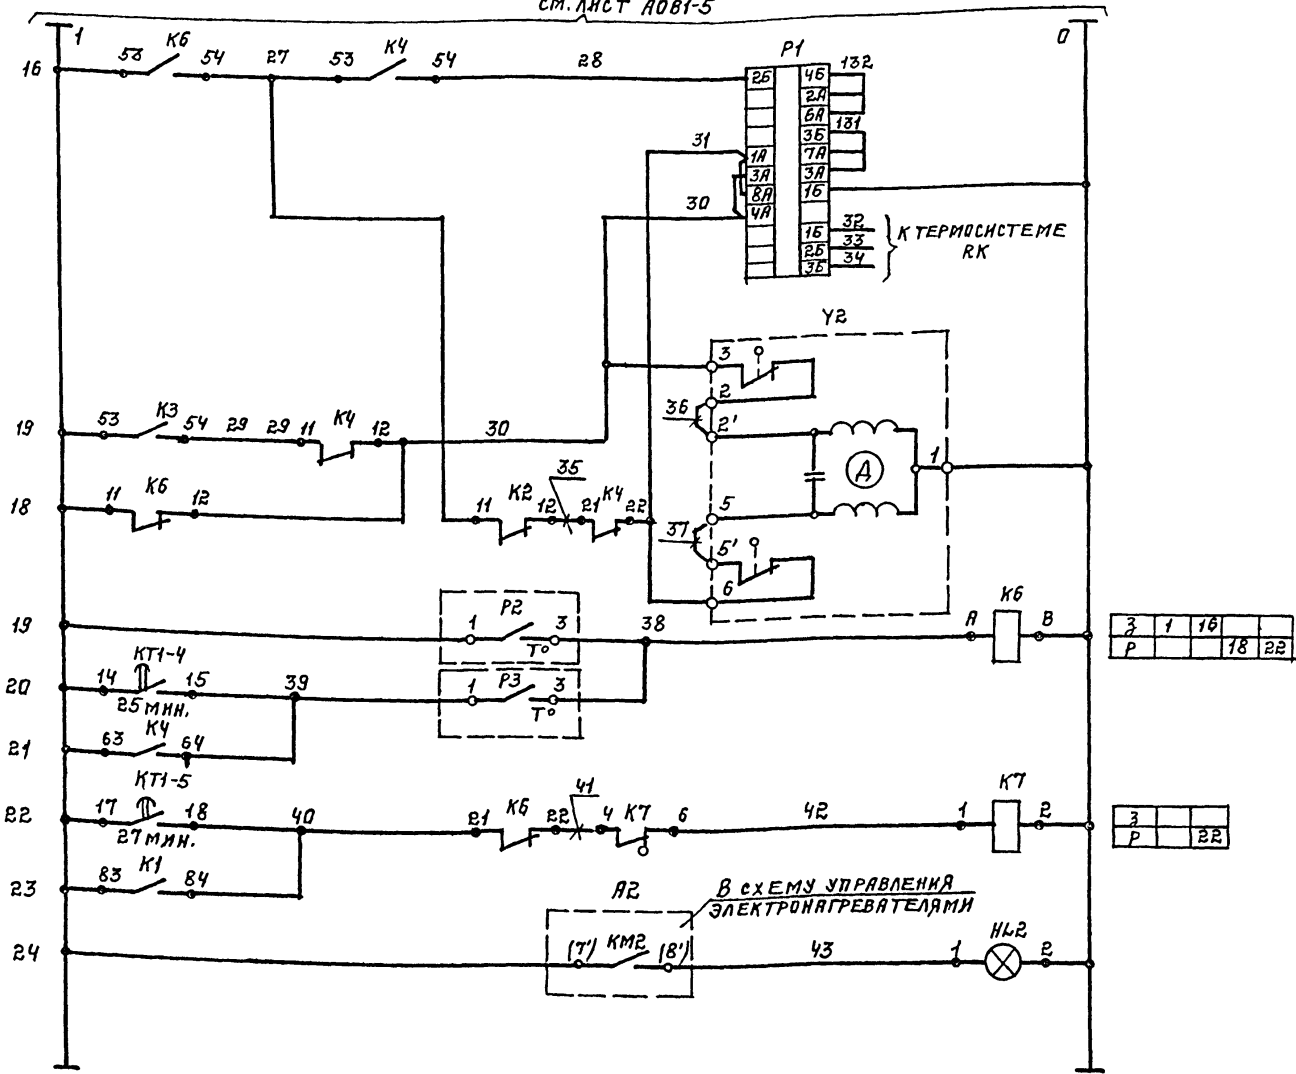 СМ. ЛИСТ АОВ1-5
1
0
16 53 К6 54 27 53 К4 54 28
Р1
2Б 4Б 132
2А
6А
3Б 131
31 1А 7А
3А 3А
8А 1Б
30 4А
1Б 32
2Б 33
3Б 34
К ТЕРМОСИСТЕМЕ
RK
Y2
3
2
36
2'
19 53 К3 54 29 29 11 К4 12 30
Д
1
18 11 К6 12
11 К2 12 35 21 К4 22
5
37
5'
6
19 1 Р2 3 38 А К6 В
Т°
З 1 16
Р 18 22
КТ1-4
20 14 15 39 1 Р3 3
25 МИН.
Т°
21 63 К4 64
КТ1-5
22 17 18 40 21 К6 22 41 4 К7 6 42 1 К7 2
27 МИН.
З
Р 22
23 83 К1 84
А2
В СХЕМУ УПРАВЛЕНИЯ
ЭЛЕКТРОНАГРЕВАТЕЛЯМИ
24 (7') КМ2 (8') 43 1 HL2 2